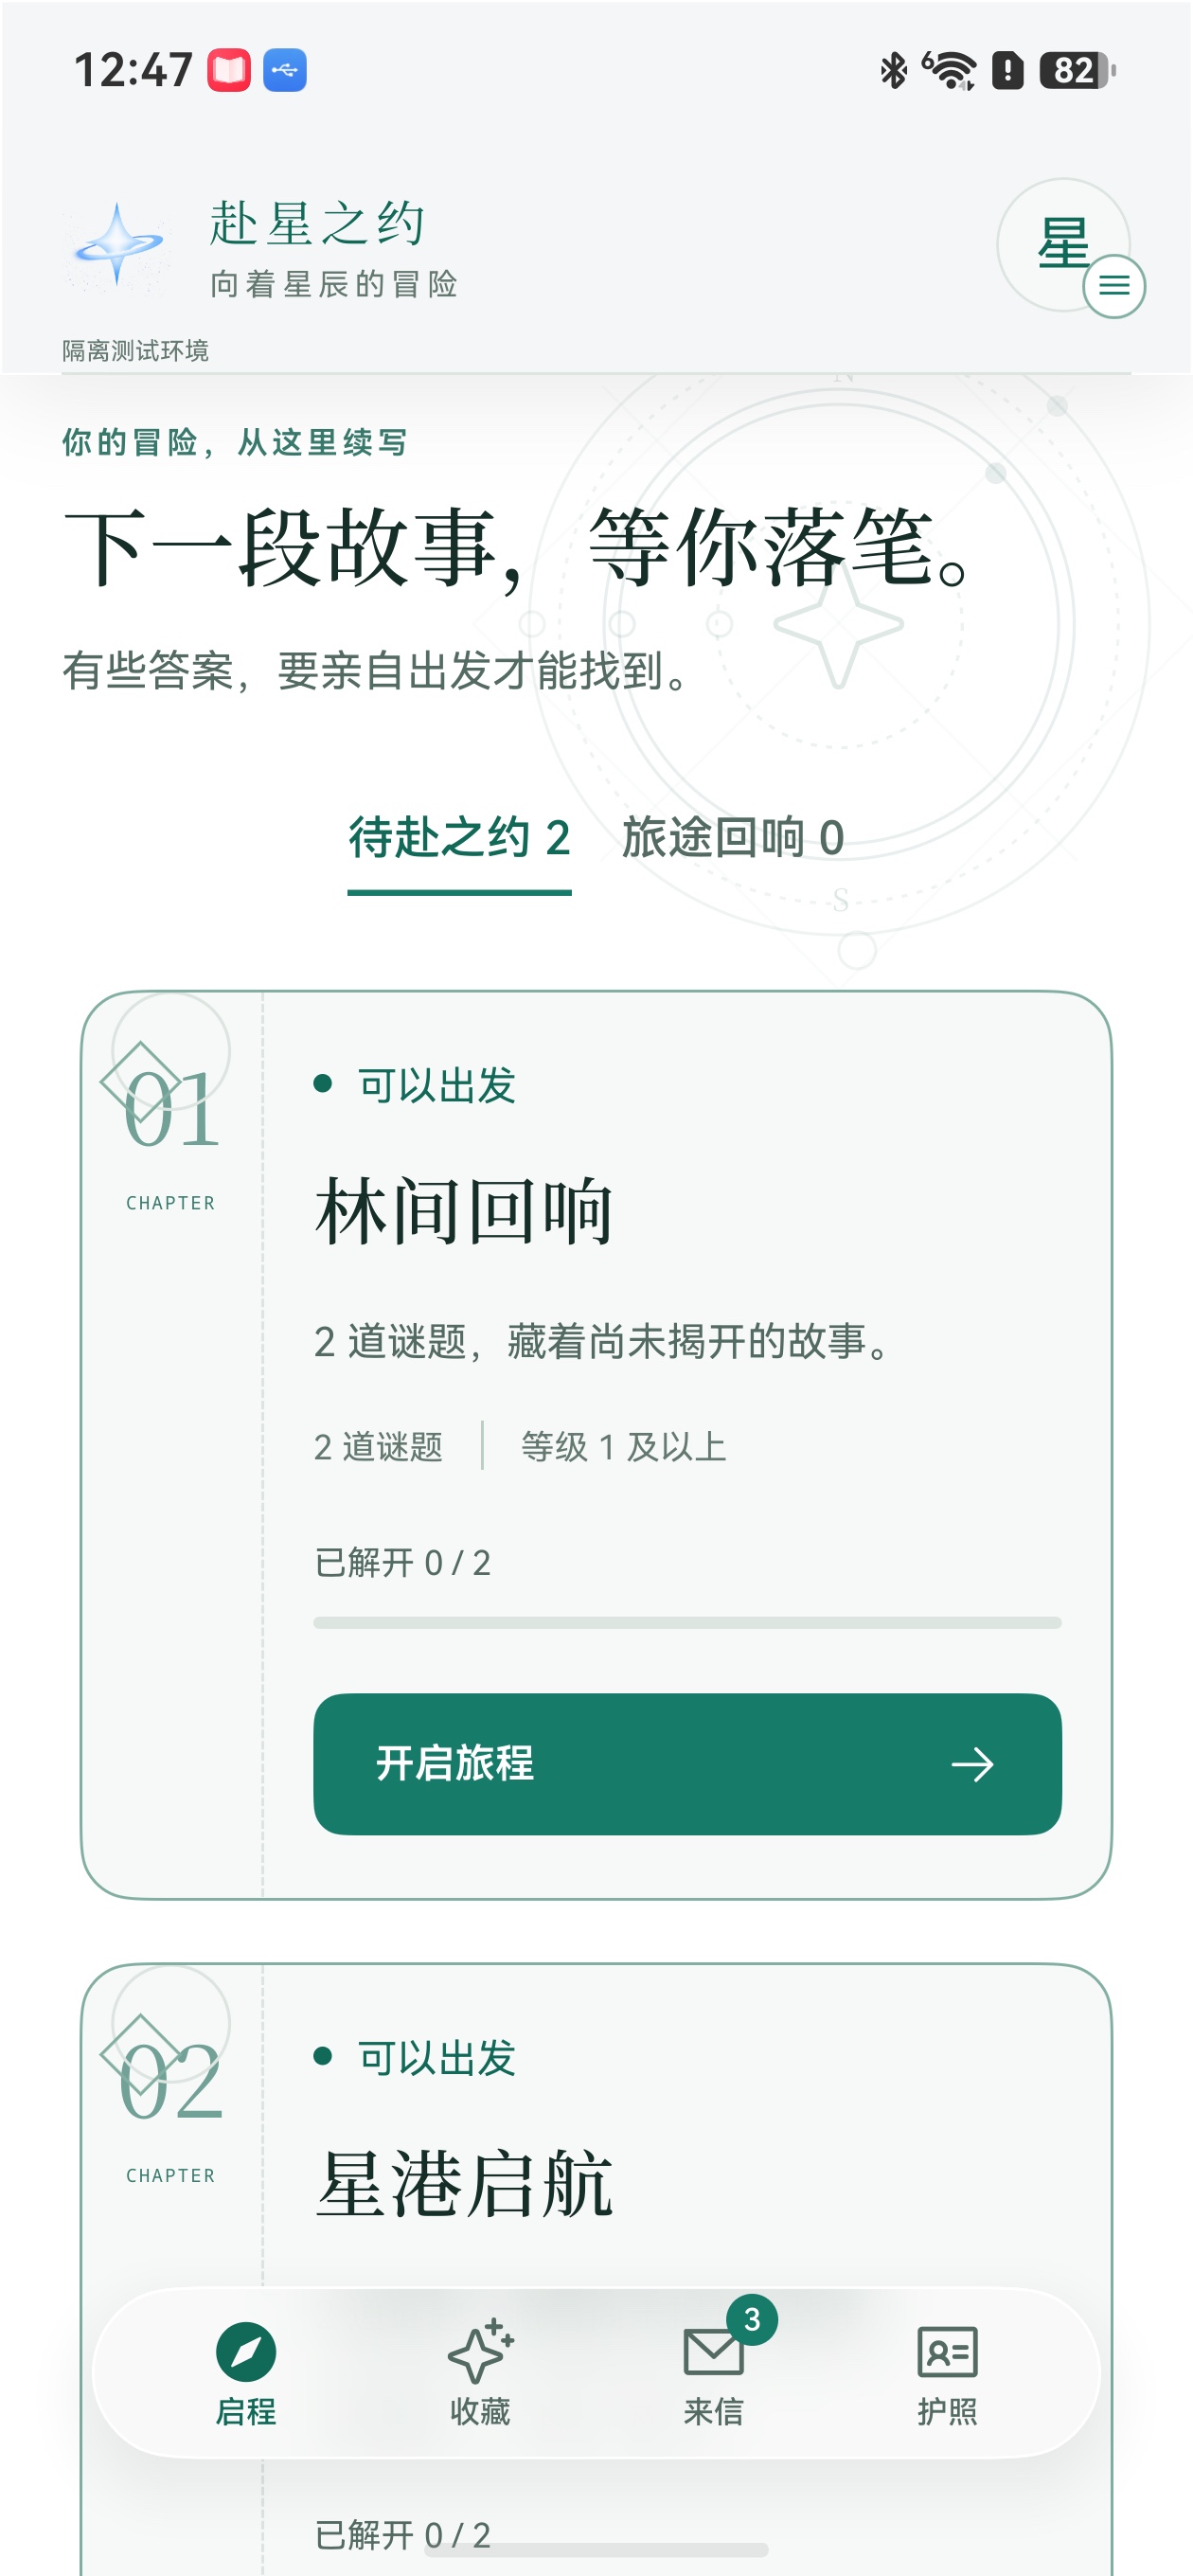 12:47
6
82
赴星之约
向着星辰的冒险
星
隔离测试环境
N
你的冒险，从这里续写
下一段故事，等你落笔。
有些答案，要亲自出发才能找到。
待赴之约 2
旅途回响 0
S
01
CHAPTER
可以出发
林间回响
2 道谜题，藏着尚未揭开的故事。
2 道谜题
等级 1 及以上
已解开 0 / 2
开启旅程
02
CHAPTER
可以出发
星港启航
3
启程
收藏
来信
护照
已解开 0 / 2